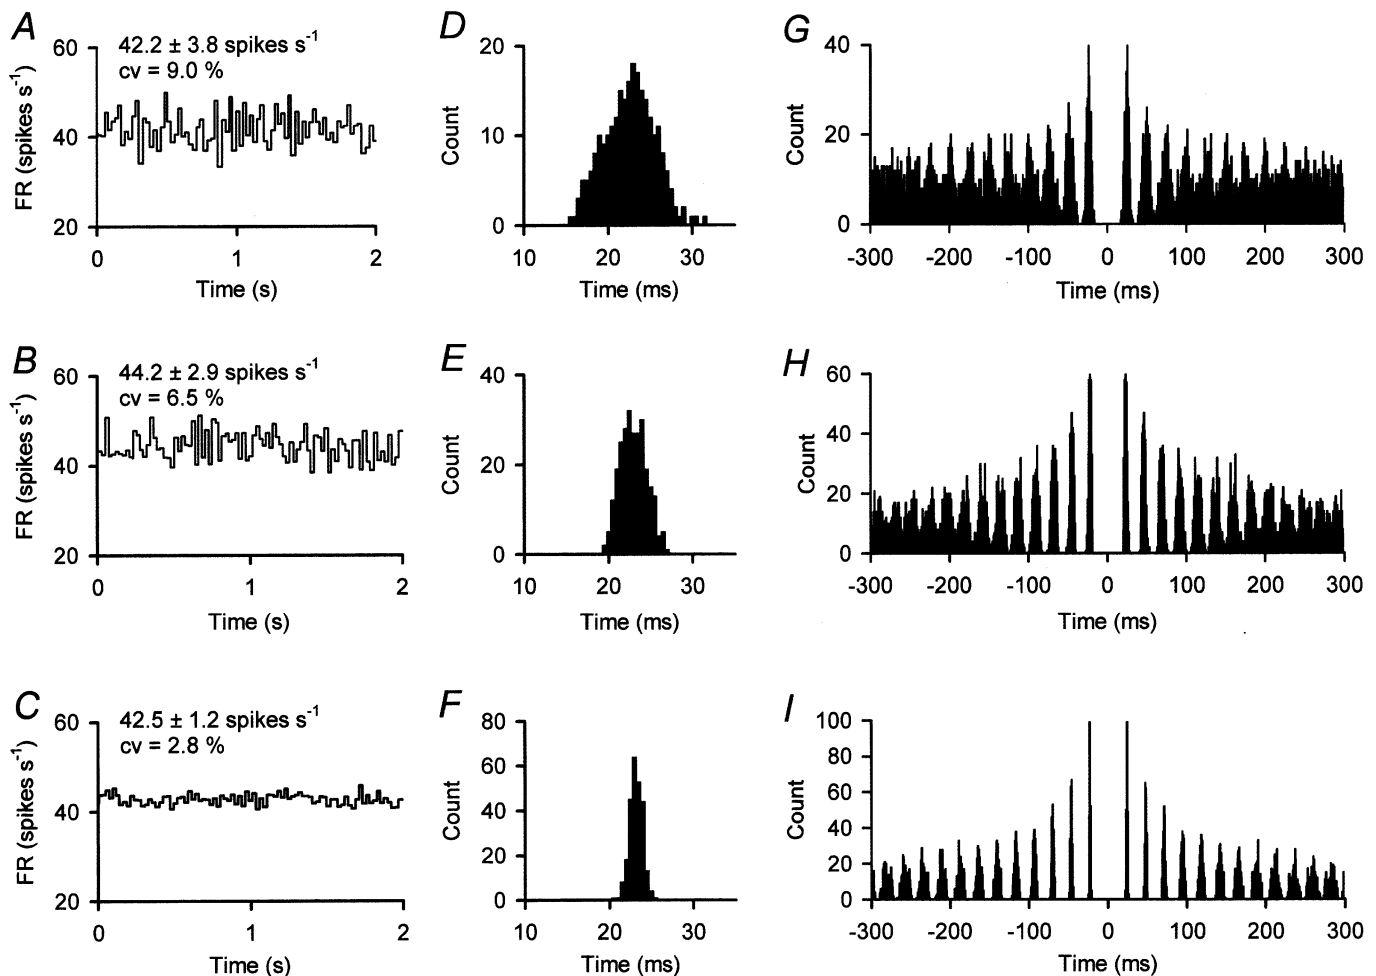 A
42.2 ± 3.8 spikes s⁻¹
cv = 9.0 %
FR (spikes s⁻¹)
60
40
20
0 1 2
Time (s)
D
Count
20
10
0
10 20 30
Time (ms)
G
Count
40
20
0
-300 -200 -100 0 100 200 300
Time (ms)
B
44.2 ± 2.9 spikes s⁻¹
cv = 6.5 %
FR (spikes s⁻¹)
60
40
20
0 1 2
Time (s)
E
Count
40
20
0
10 20 30
Time (ms)
H
Count
60
40
20
0
-300 -200 -100 0 100 200 300
Time (ms)
C
42.5 ± 1.2 spikes s⁻¹
cv = 2.8 %
FR (spikes s⁻¹)
60
40
20
0 1 2
Time (s)
F
Count
80
60
40
20
0
10 20 30
Time (ms)
I
Count
100
80
60
40
20
0
-300 -200 -100 0 100 200 300
Time (ms)